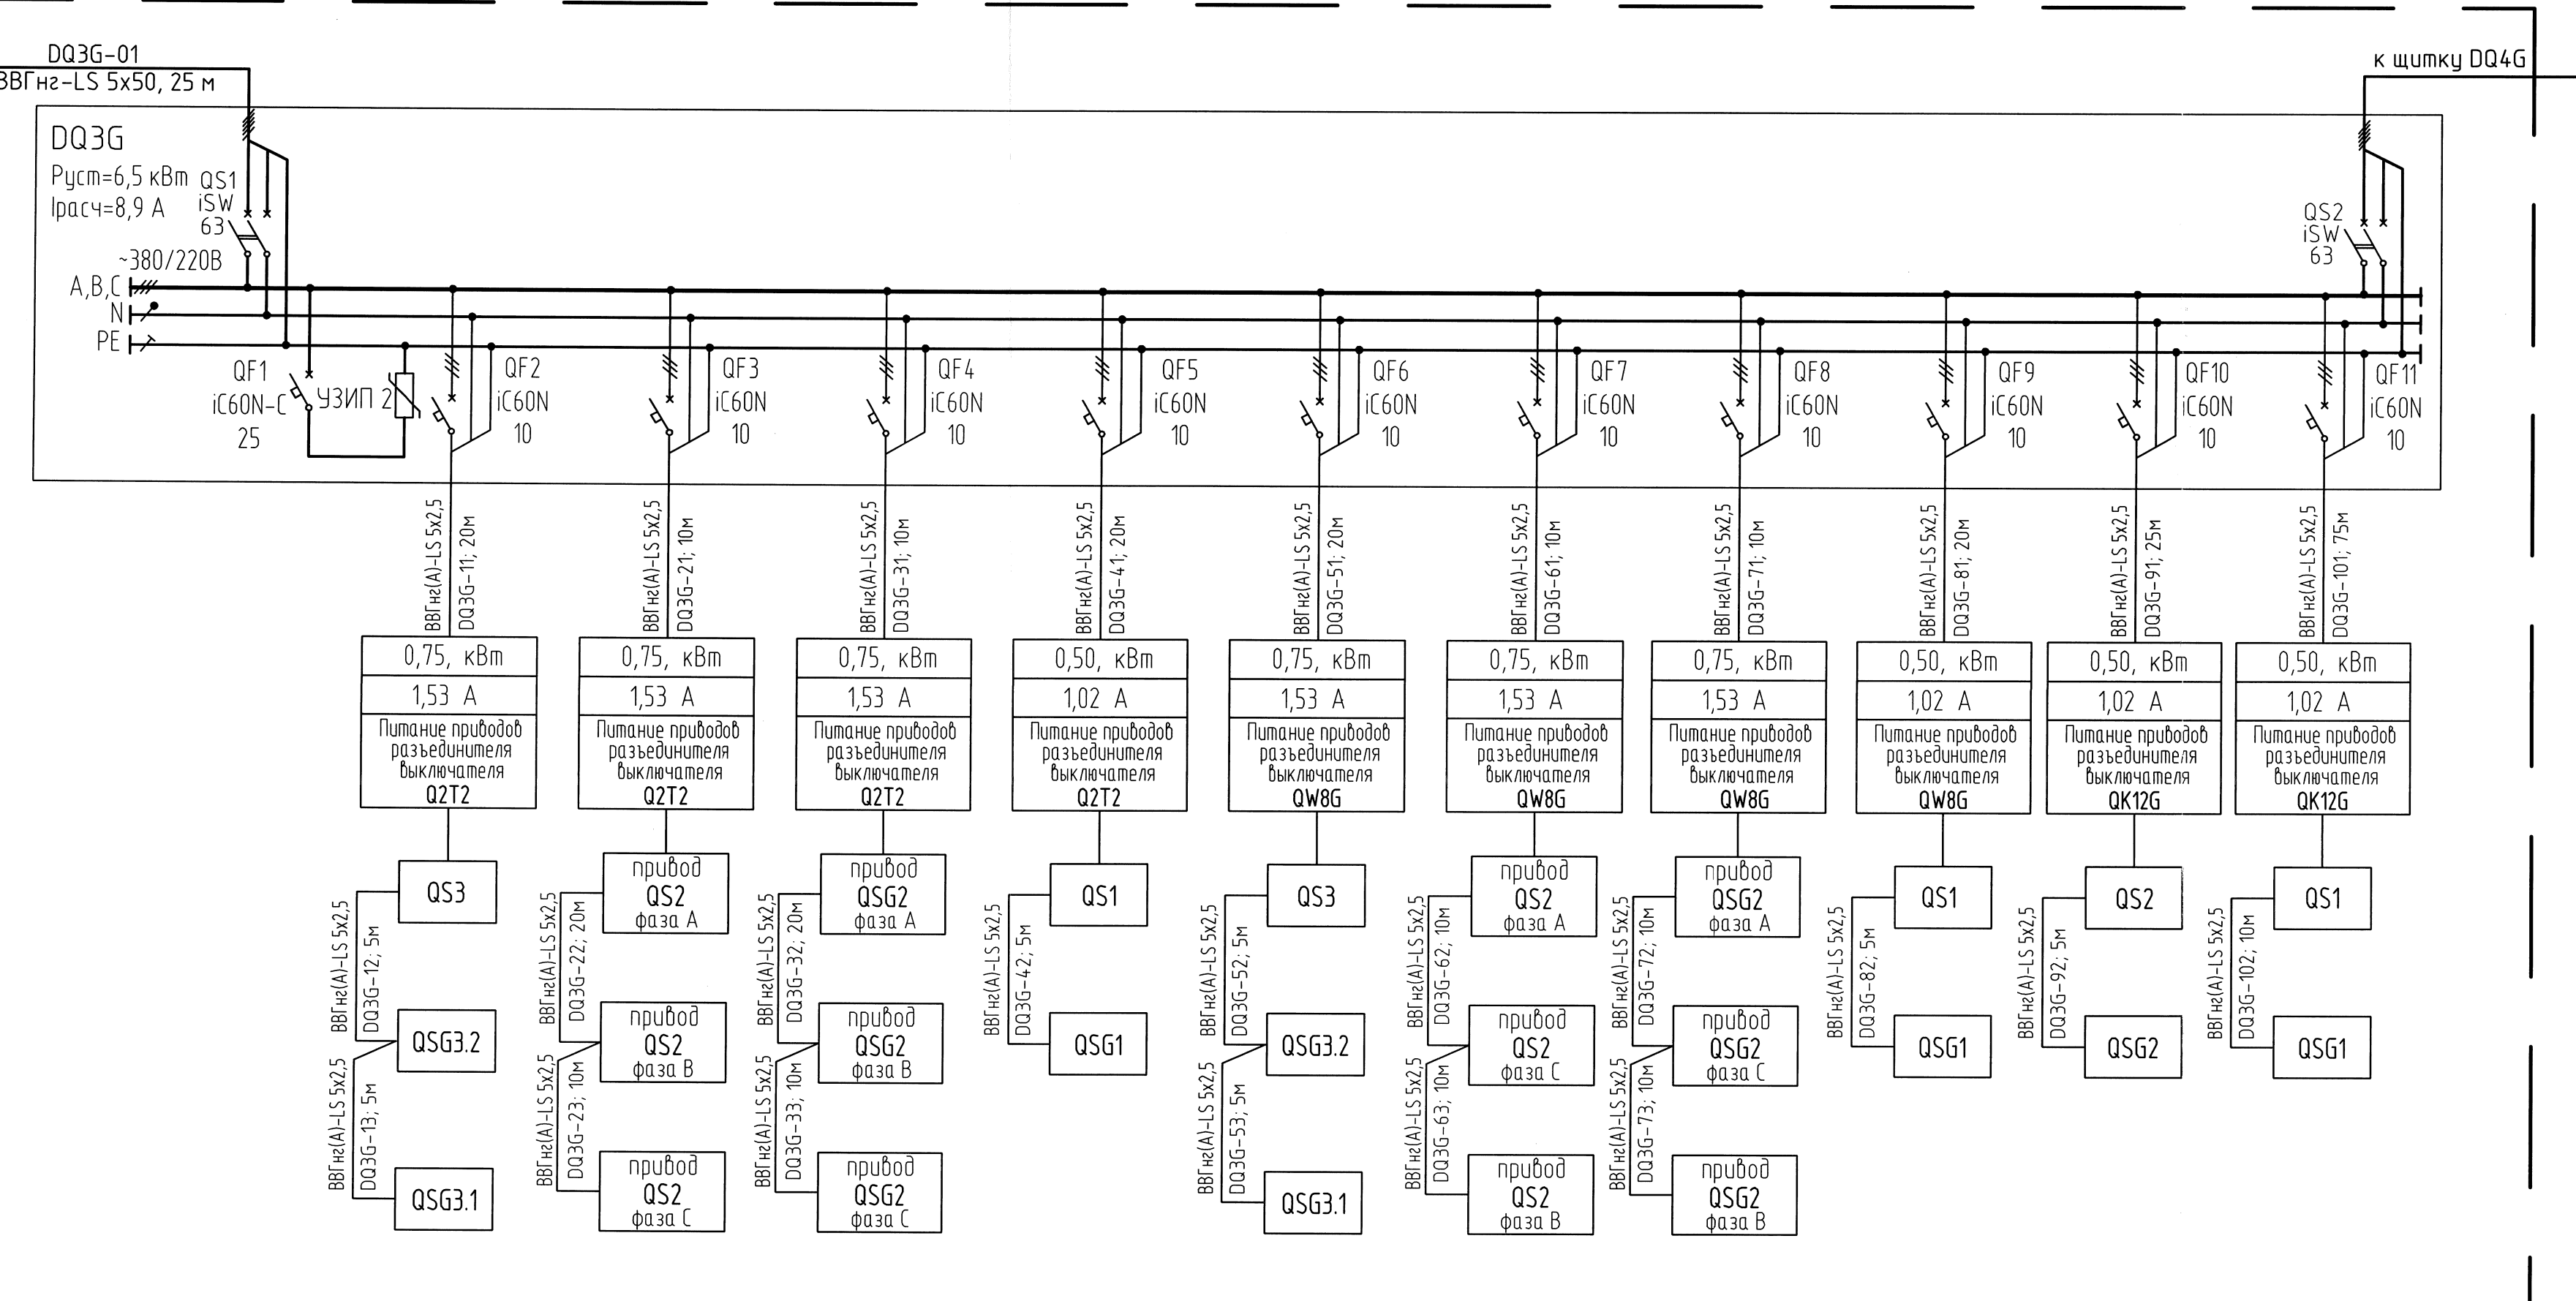 DQ3G-01
ВВГнг-LS 5х50, 25 м
к щитку DQ4G
DQ3G
Руст=6,5 кВт
Iрасч=8,9 А
QS1
iSW
63
QS2
iSW
63
~380/220В
A,B,C
N
PE
QF1
iC60N-C
25
УЗИП 2
QF2
iC60N
10
QF3
iC60N
10
QF4
iC60N
10
QF5
iC60N
10
QF6
iC60N
10
QF7
iC60N
10
QF8
iC60N
10
QF9
iC60N
10
QF10
iC60N
10
QF11
iC60N
10
ВВГнг(А)-LS 5х2,5
DQ3G-11; 20м
0,75, кВт
1,53 А
Питание приводов
разъединителя
выключателя
Q2T2
QS3
ВВГнг(А)-LS 5х2,5
DQ3G-12; 5м
QSG3.2
ВВГнг(А)-LS 5х2,5
DQ3G-13; 5м
QSG3.1
ВВГнг(А)-LS 5х2,5
DQ3G-21; 10м
0,75, кВт
1,53 А
Питание приводов
разъединителя
выключателя
Q2T2
привод
QS2
фаза А
ВВГнг(А)-LS 5х2,5
DQ3G-22; 20м
привод
QS2
фаза В
ВВГнг(А)-LS 5х2,5
DQ3G-23; 10м
привод
QS2
фаза С
ВВГнг(А)-LS 5х2,5
DQ3G-31; 10м
0,75, кВт
1,53 А
Питание приводов
разъединителя
выключателя
Q2T2
привод
QSG2
фаза А
ВВГнг(А)-LS 5х2,5
DQ3G-32; 20м
привод
QSG2
фаза В
ВВГнг(А)-LS 5х2,5
DQ3G-33; 10м
привод
QSG2
фаза С
ВВГнг(А)-LS 5х2,5
DQ3G-41; 20м
0,50, кВт
1,02 А
Питание приводов
разъединителя
выключателя
Q2T2
QS1
ВВГнг(А)-LS 5х2,5
DQ3G-42; 5м
QSG1
ВВГнг(А)-LS 5х2,5
DQ3G-51; 20м
0,75, кВт
1,53 А
Питание приводов
разъединителя
выключателя
QW8G
QS3
ВВГнг(А)-LS 5х2,5
DQ3G-52; 5м
QSG3.2
ВВГнг(А)-LS 5х2,5
DQ3G-53; 5м
QSG3.1
ВВГнг(А)-LS 5х2,5
DQ3G-61; 10м
0,75, кВт
1,53 А
Питание приводов
разъединителя
выключателя
QW8G
привод
QS2
фаза А
ВВГнг(А)-LS 5х2,5
DQ3G-62; 10м
привод
QS2
фаза С
ВВГнг(А)-LS 5х2,5
DQ3G-63; 10м
привод
QS2
фаза В
ВВГнг(А)-LS 5х2,5
DQ3G-71; 10м
0,75, кВт
1,53 А
Питание приводов
разъединителя
выключателя
QW8G
привод
QSG2
фаза А
ВВГнг(А)-LS 5х2,5
DQ3G-72; 10м
привод
QSG2
фаза С
ВВГнг(А)-LS 5х2,5
DQ3G-73; 10м
привод
QSG2
фаза В
ВВГнг(А)-LS 5х2,5
DQ3G-81; 20м
0,50, кВт
1,02 А
Питание приводов
разъединителя
выключателя
QW8G
QS1
ВВГнг(А)-LS 5х2,5
DQ3G-82; 5м
QSG1
ВВГнг(А)-LS 5х2,5
DQ3G-91; 25м
0,50, кВт
1,02 А
Питание приводов
разъединителя
выключателя
QK12G
QS2
ВВГнг(А)-LS 5х2,5
DQ3G-92; 5м
QSG2
ВВГнг(А)-LS 5х2,5
DQ3G-101; 75м
0,50, кВт
1,02 А
Питание приводов
разъединителя
выключателя
QK12G
QS1
ВВГнг(А)-LS 5х2,5
DQ3G-102; 10м
QSG1